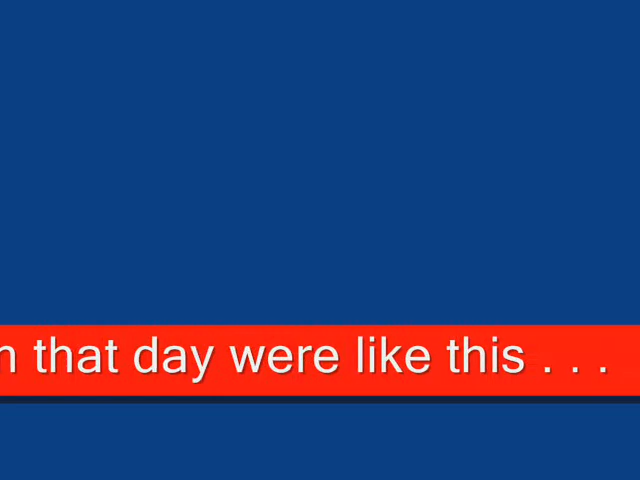 that day were like this . . .